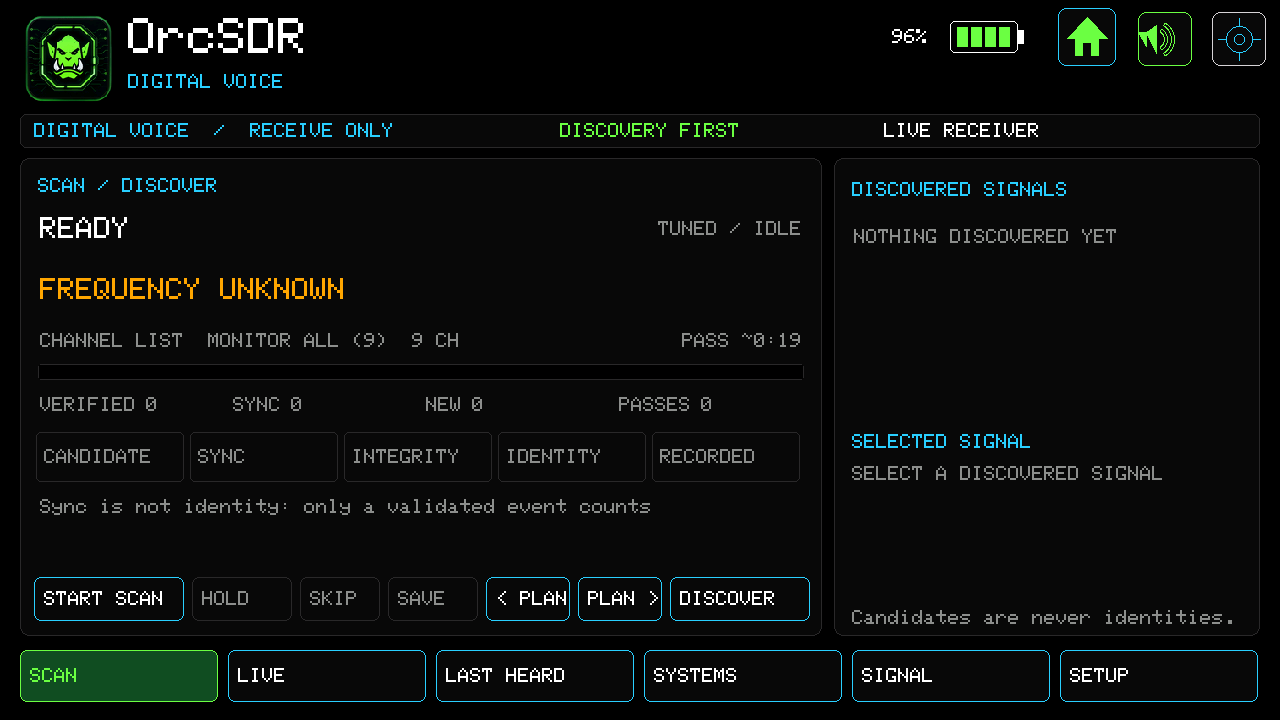 OrcSDR
96%
DIGITAL VOICE
DIGITAL VOICE / RECEIVE ONLY DISCOVERY FIRST LIVE RECEIVER
SCAN / DISCOVER
READY TUNED / IDLE
FREQUENCY UNKNOWN
CHANNEL LIST MONITOR ALL (9) 9 CH PASS ~0:19
VERIFIED 0 SYNC 0 NEW 0 PASSES 0
CANDIDATE SYNC INTEGRITY IDENTITY RECORDED
Sync is not identity: only a validated event counts
START SCAN HOLD SKIP SAVE < PLAN PLAN > DISCOVER
DISCOVERED SIGNALS
NOTHING DISCOVERED YET
SELECTED SIGNAL
SELECT A DISCOVERED SIGNAL
Candidates are never identities.
SCAN LIVE LAST HEARD SYSTEMS SIGNAL SETUP